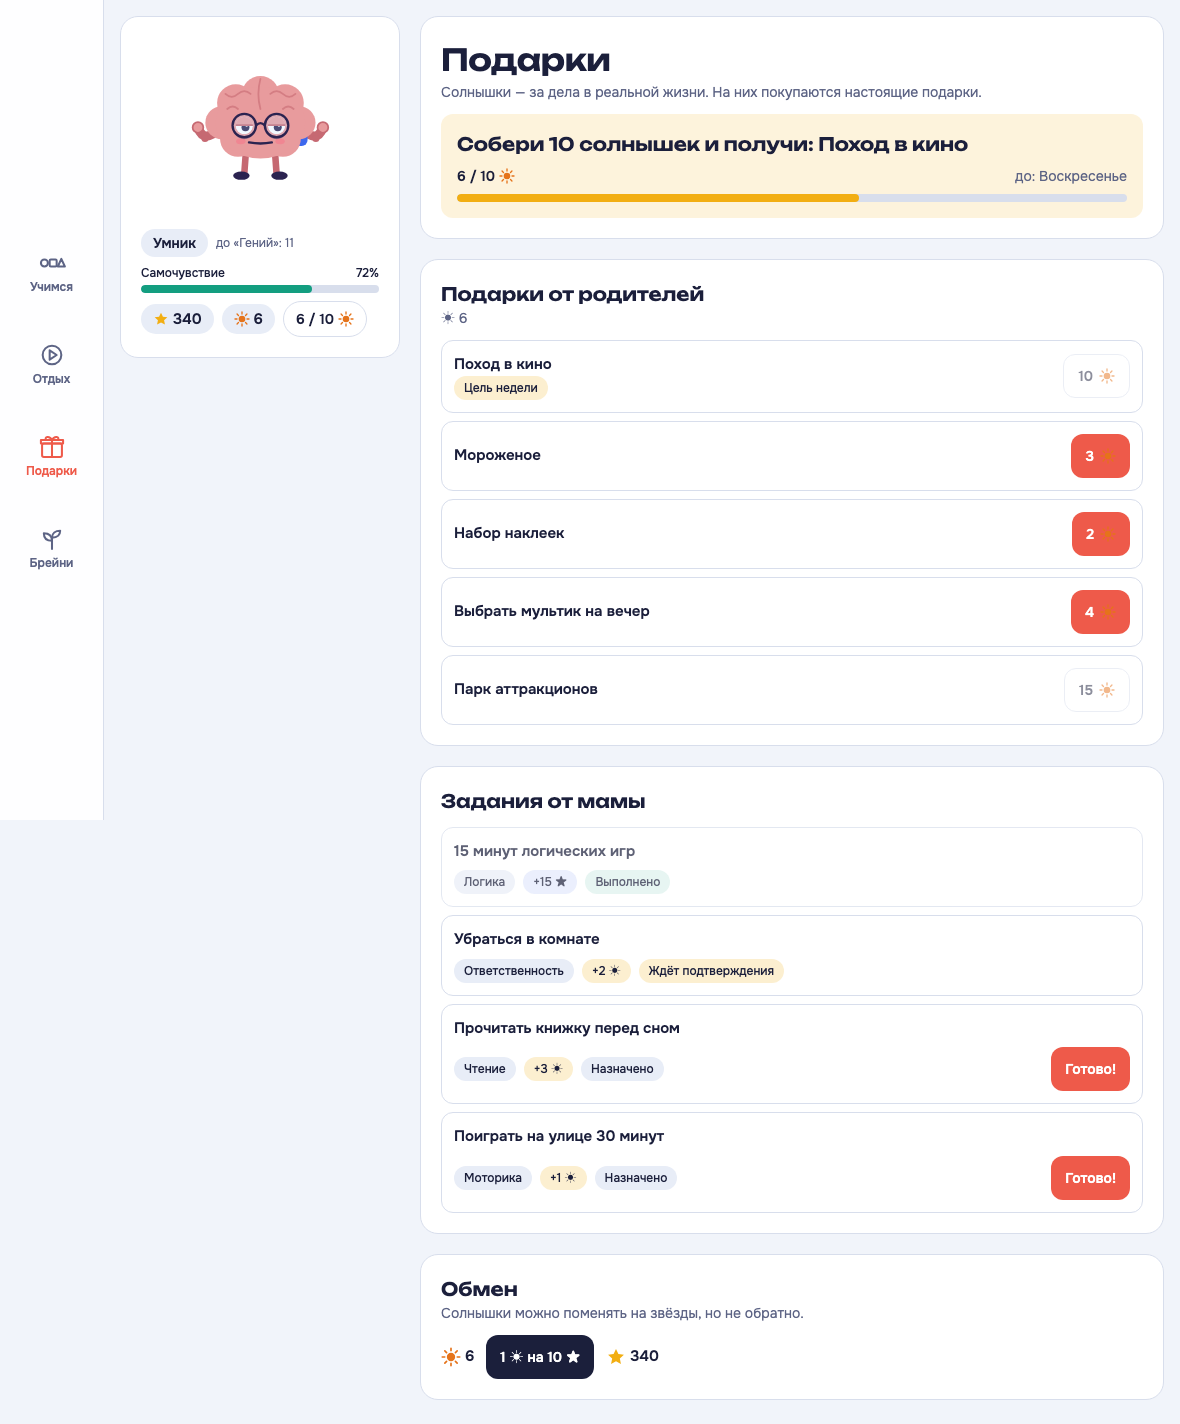 Учимся
Отдых
Подарки
Брейни
Умник
до «Гений»: 11
Самочувствие
72%
340
6
6 / 10
Подарки
Солнышки — за дела в реальной жизни. На них покупаются настоящие подарки.
Собери 10 солнышек и получи: Поход в кино
6 / 10
до: Воскресенье
Подарки от родителей
6
Поход в кино
Цель недели
10
Мороженое
3
Набор наклеек
2
Выбрать мультик на вечер
4
Парк аттракционов
15
Задания от мамы
15 минут логических игр
Логика
+15 ★
Выполнено
Убраться в комнате
Ответственность
+2 ☀
Ждёт подтверждения
Прочитать книжку перед сном
Чтение
+3 ☀
Назначено
Готово!
Поиграть на улице 30 минут
Моторика
+1 ☀
Назначено
Готово!
Обмен
Солнышки можно поменять на звёзды, но не обратно.
6
1 ☀ на 10 ★
340